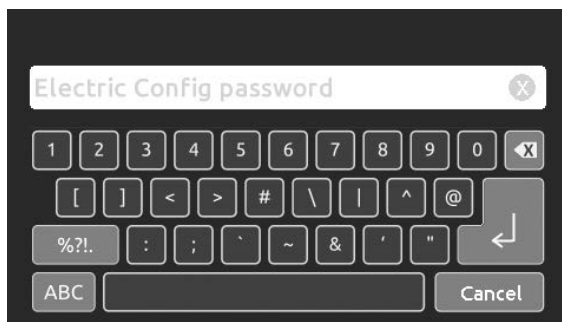 Electric Config password
1 2 3 4 5 6 7 8 9 0 X
[ ] < > # \ | ^ @
%?!. : ; ` ~ & ' "
ABC Cancel